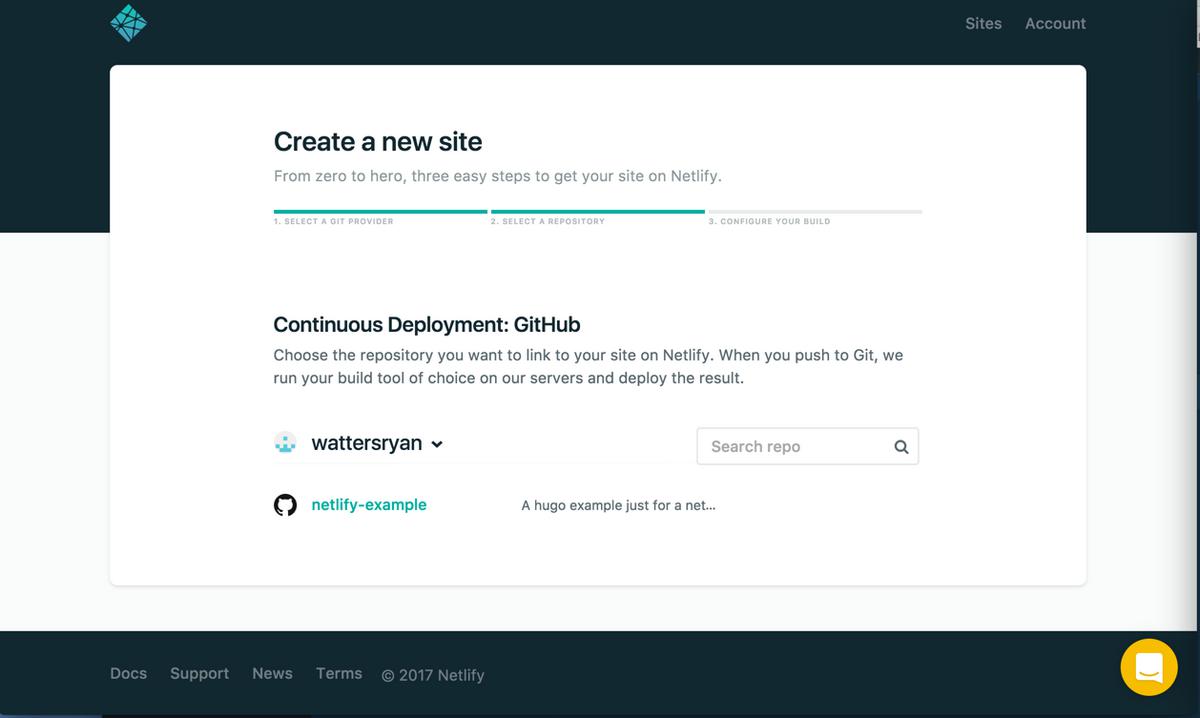 Sites Account
Create a new site
From zero to hero, three easy steps to get your site on Netlify.
1. SELECT A GIT PROVIDER 2. SELECT A REPOSITORY 3. CONFIGURE YOUR BUILD
Continuous Deployment: GitHub
Choose the repository you want to link to your site on Netlify. When you push to Git, we
run your build tool of choice on our servers and deploy the result.
wattersryan Search repo
netlify-example A hugo example just for a net...
Docs Support News Terms © 2017 Netlify